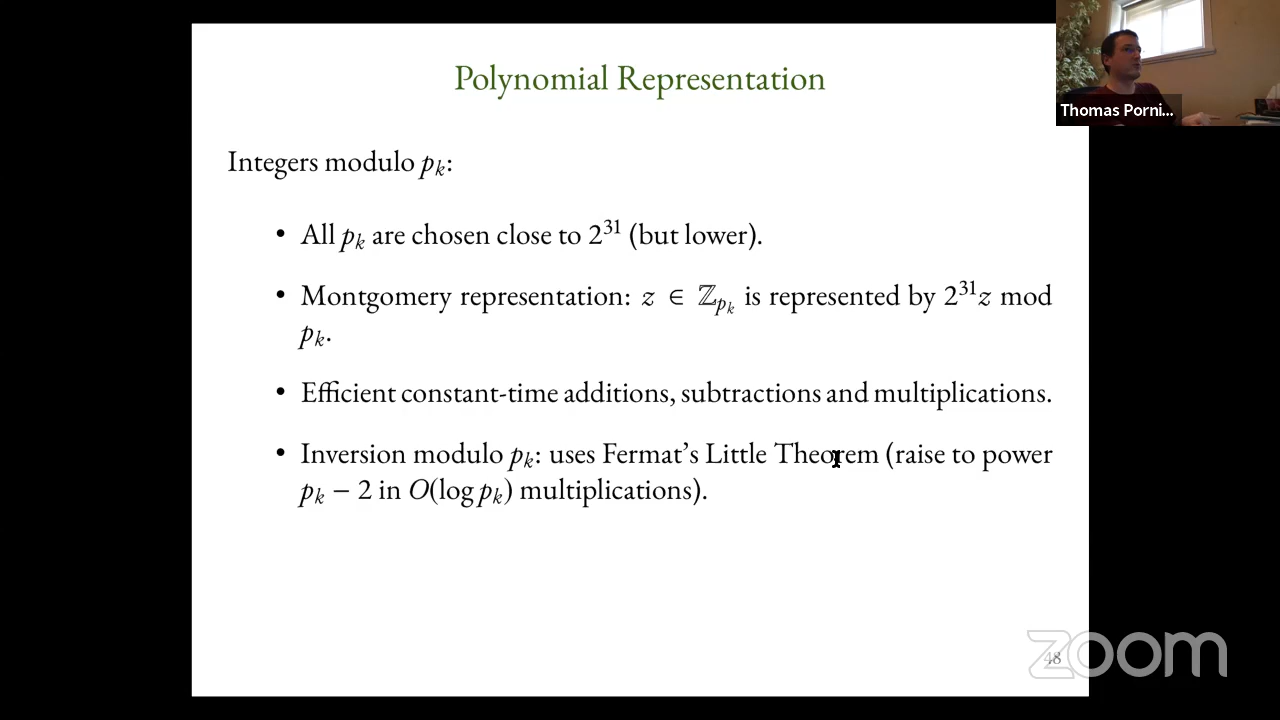 Polynomial Representation
Thomas Porni...
Integers modulo pₖ:
• All pₖ are chosen close to 2³¹ (but lower).
• Montgomery representation: z ∈ ℤ_{pₖ} is represented by 2³¹z mod
pₖ.
• Efficient constant-time additions, subtractions and multiplications.
• Inversion modulo pₖ: uses Fermat’s Little Theorem (raise to power
pₖ − 2 in O(log pₖ) multiplications).
48
zoom